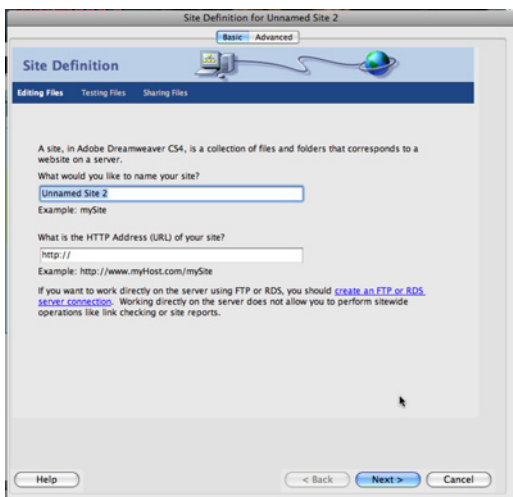 Site Definition for Unnamed Site 2
Basic Advanced
Site Definition
Editing Files Testing Files Sharing Files
A site, in Adobe Dreamweaver CS4, is a collection of files and folders that corresponds to a
website on a server.
What would you like to name your site?
Unnamed Site 2
Example: mySite
What is the HTTP Address (URL) of your site?
http://
Example: http://www.myHost.com/mySite
If you want to work directly on the server using FTP or RDS, you should create an FTP or RDS
server connection. Working directly on the server does not allow you to perform sitewide
operations like link checking or site reports.
Help < Back Next > Cancel